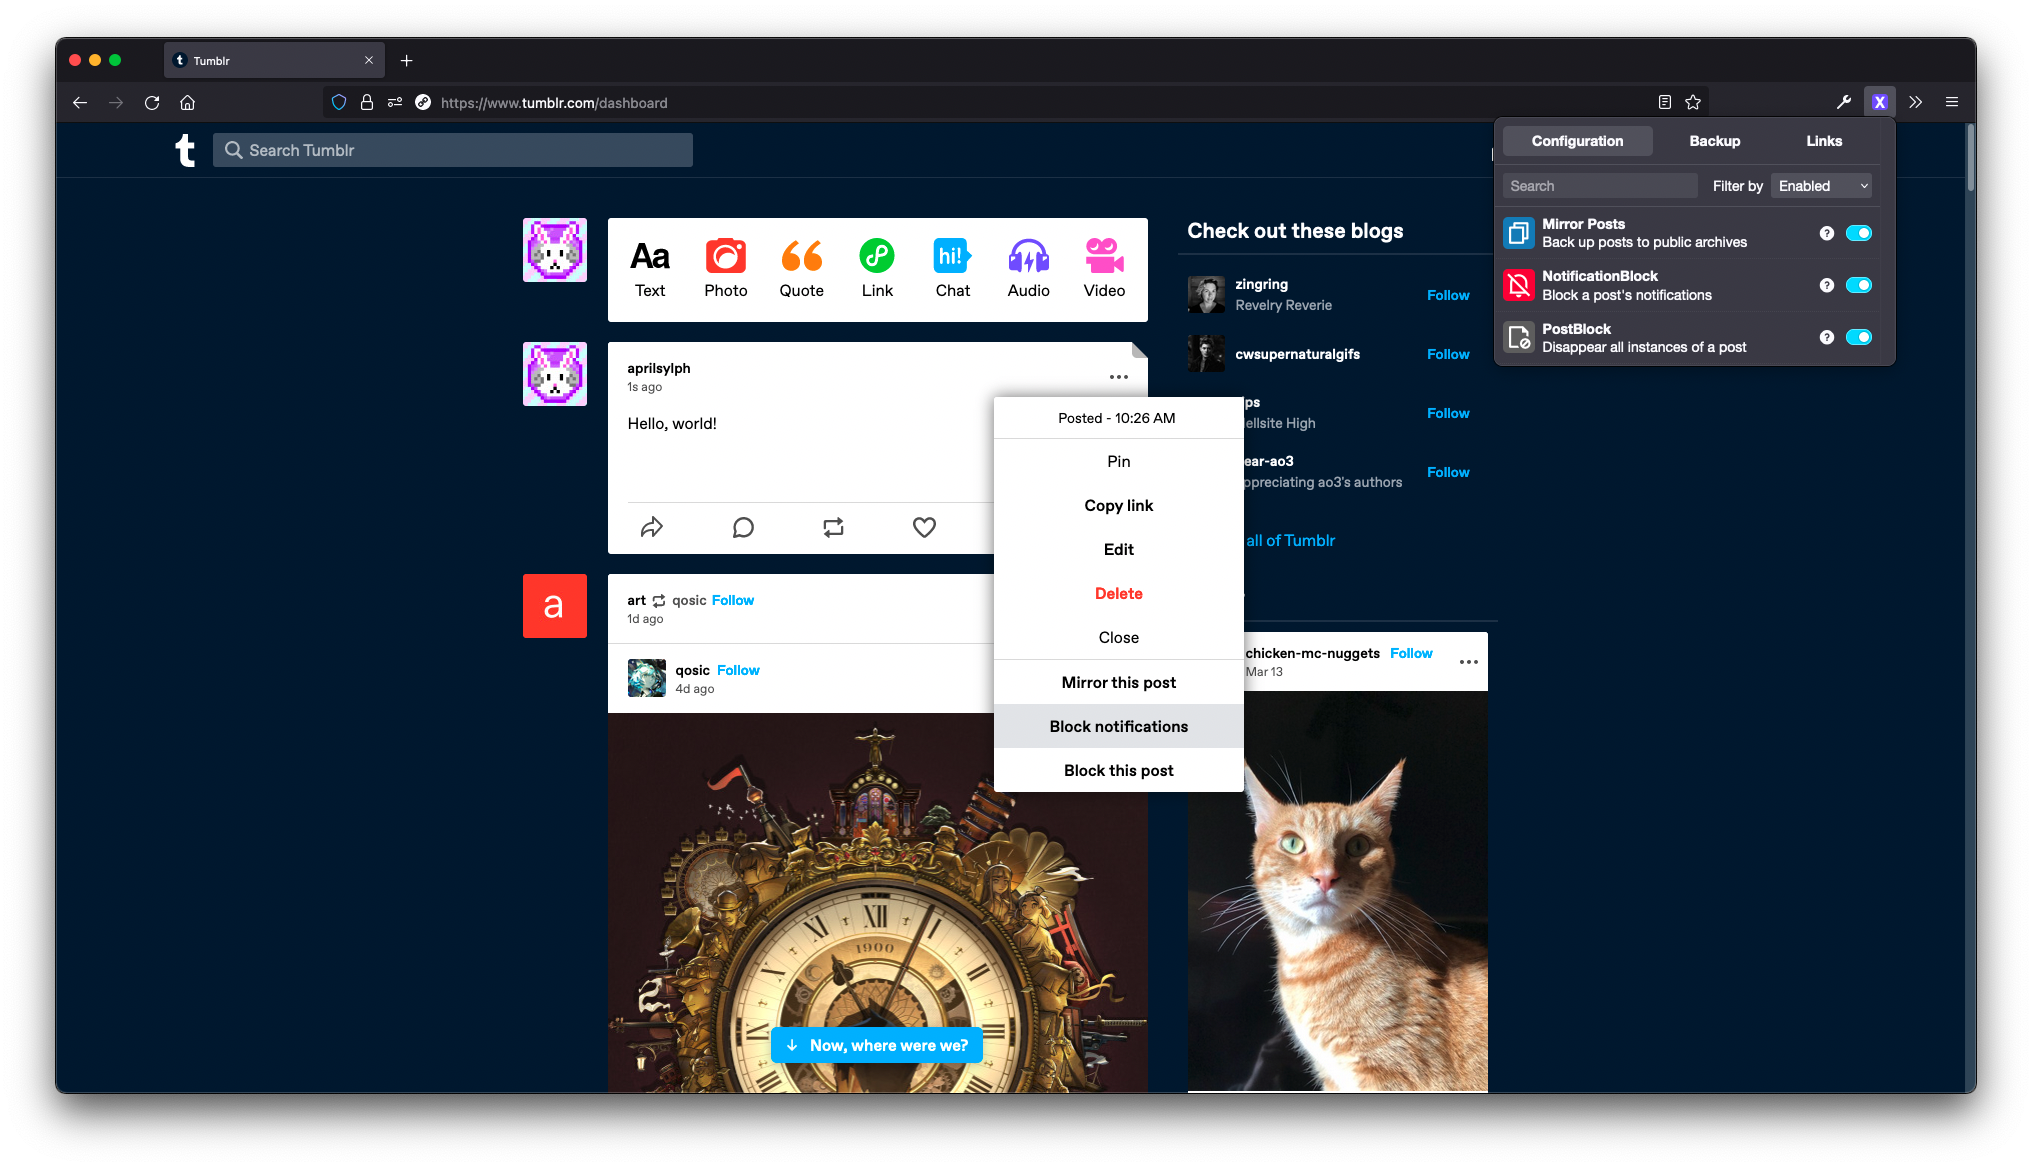 Tumblr
https://www.tumblr.com/dashboard
Search Tumblr
Configuration
Backup
Links
Search
Filter by
Enabled
Mirror Posts
Back up posts to public archives
NotificationBlock
Block a post's notifications
PostBlock
Disappear all instances of a post
Aa
Text
Photo
Quote
Link
hi!
Chat
Audio
Video
aprilsylph
1s ago
Hello, world!
Posted - 10:26 AM
Pin
Copy link
Edit
Delete
Close
Mirror this post
Block notifications
Block this post
art qosic Follow
1d ago
a
qosic Follow
4d ago
XII
1900
Now, where were we?
Check out these blogs
zingring
Revelry Reverie
Follow
cwsupernaturalgifs
Follow
ps
ellsite High
Follow
ear-ao3
ppreciating ao3's authors
Follow
all of Tumblr
chicken-mc-nuggets Follow
Mar 13